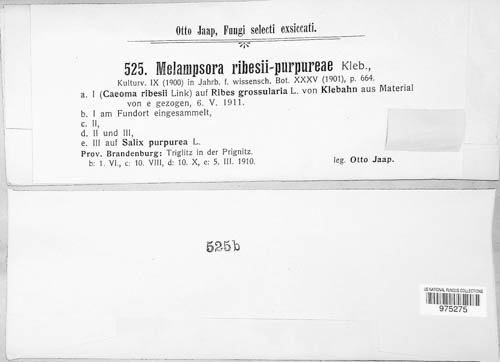 Otto Jaap, Fungi selecti exsiccati.
525. Melampsora ribesii-purpureae Kleb.,
Kulturv. IX (1900) in Jahrb. f. wissensch. Bot. XXXV (1901), p. 664.
a. I (Caeoma ribesii Link) auf Ribes grossularia L. von Klebahn aus Material
von e gezogen, 6. V. 1911.
b. I am Fundort eingesammelt,
c. II,
d. II und III,
e. III auf Salix purpurea L.
Prov. Brandenburg: Triglitz in der Prignitz.
b: 1. VI., c: 10. VIII, d: 10. X, e: 5. III. 1910.
leg. Otto Jaap.
525b
US NATIONAL FUNGUS COLLECTIONS
975275